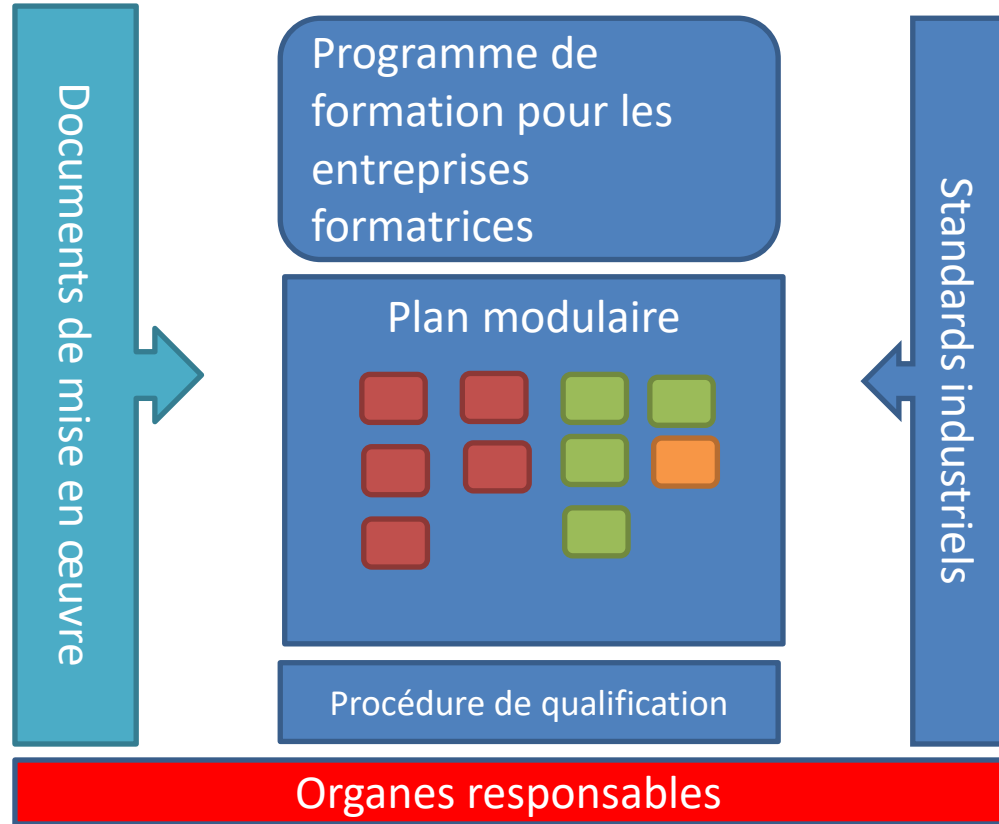 Documents de mise en œuvre
Programme de
formation pour les
entreprises
formatrices
Plan modulaire
Procédure de qualification
Standards industriels
Organes responsables